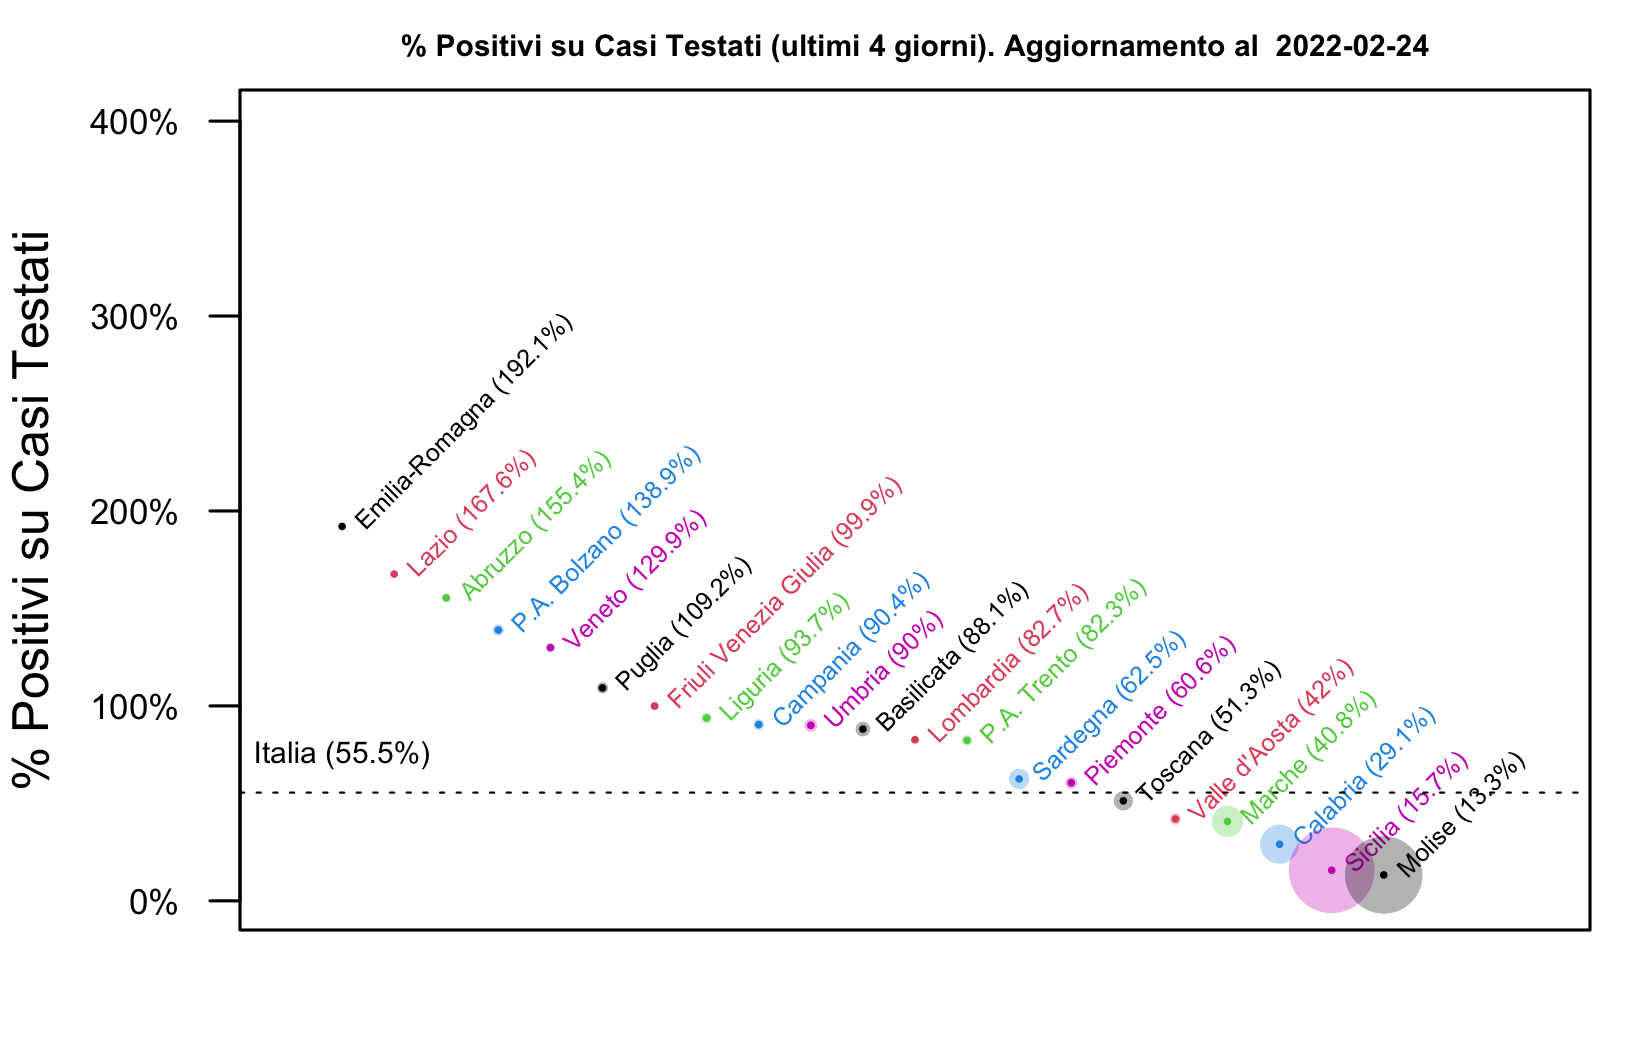 % Positivi su Casi Testati (ultimi 4 giorni). Aggiornamento al  2022-02-24
% Positivi su Casi Testati
400%
300%
200%
100%
0%
Italia (55.5%)
Emilia-Romagna (192.1%)
Lazio (167.6%)
Abruzzo (155.4%)
P.A. Bolzano (138.9%)
Veneto (129.9%)
Puglia (109.2%)
Friuli Venezia Giulia (99.9%)
Liguria (93.7%)
Campania (90.4%)
Umbria (90%)
Basilicata (88.1%)
Lombardia (82.7%)
P.A. Trento (82.3%)
Sardegna (62.5%)
Piemonte (60.6%)
Toscana (51.3%)
Valle d'Aosta (42%)
Marche (40.8%)
Calabria (29.1%)
Sicilia (15.7%)
Molise (13.3%)